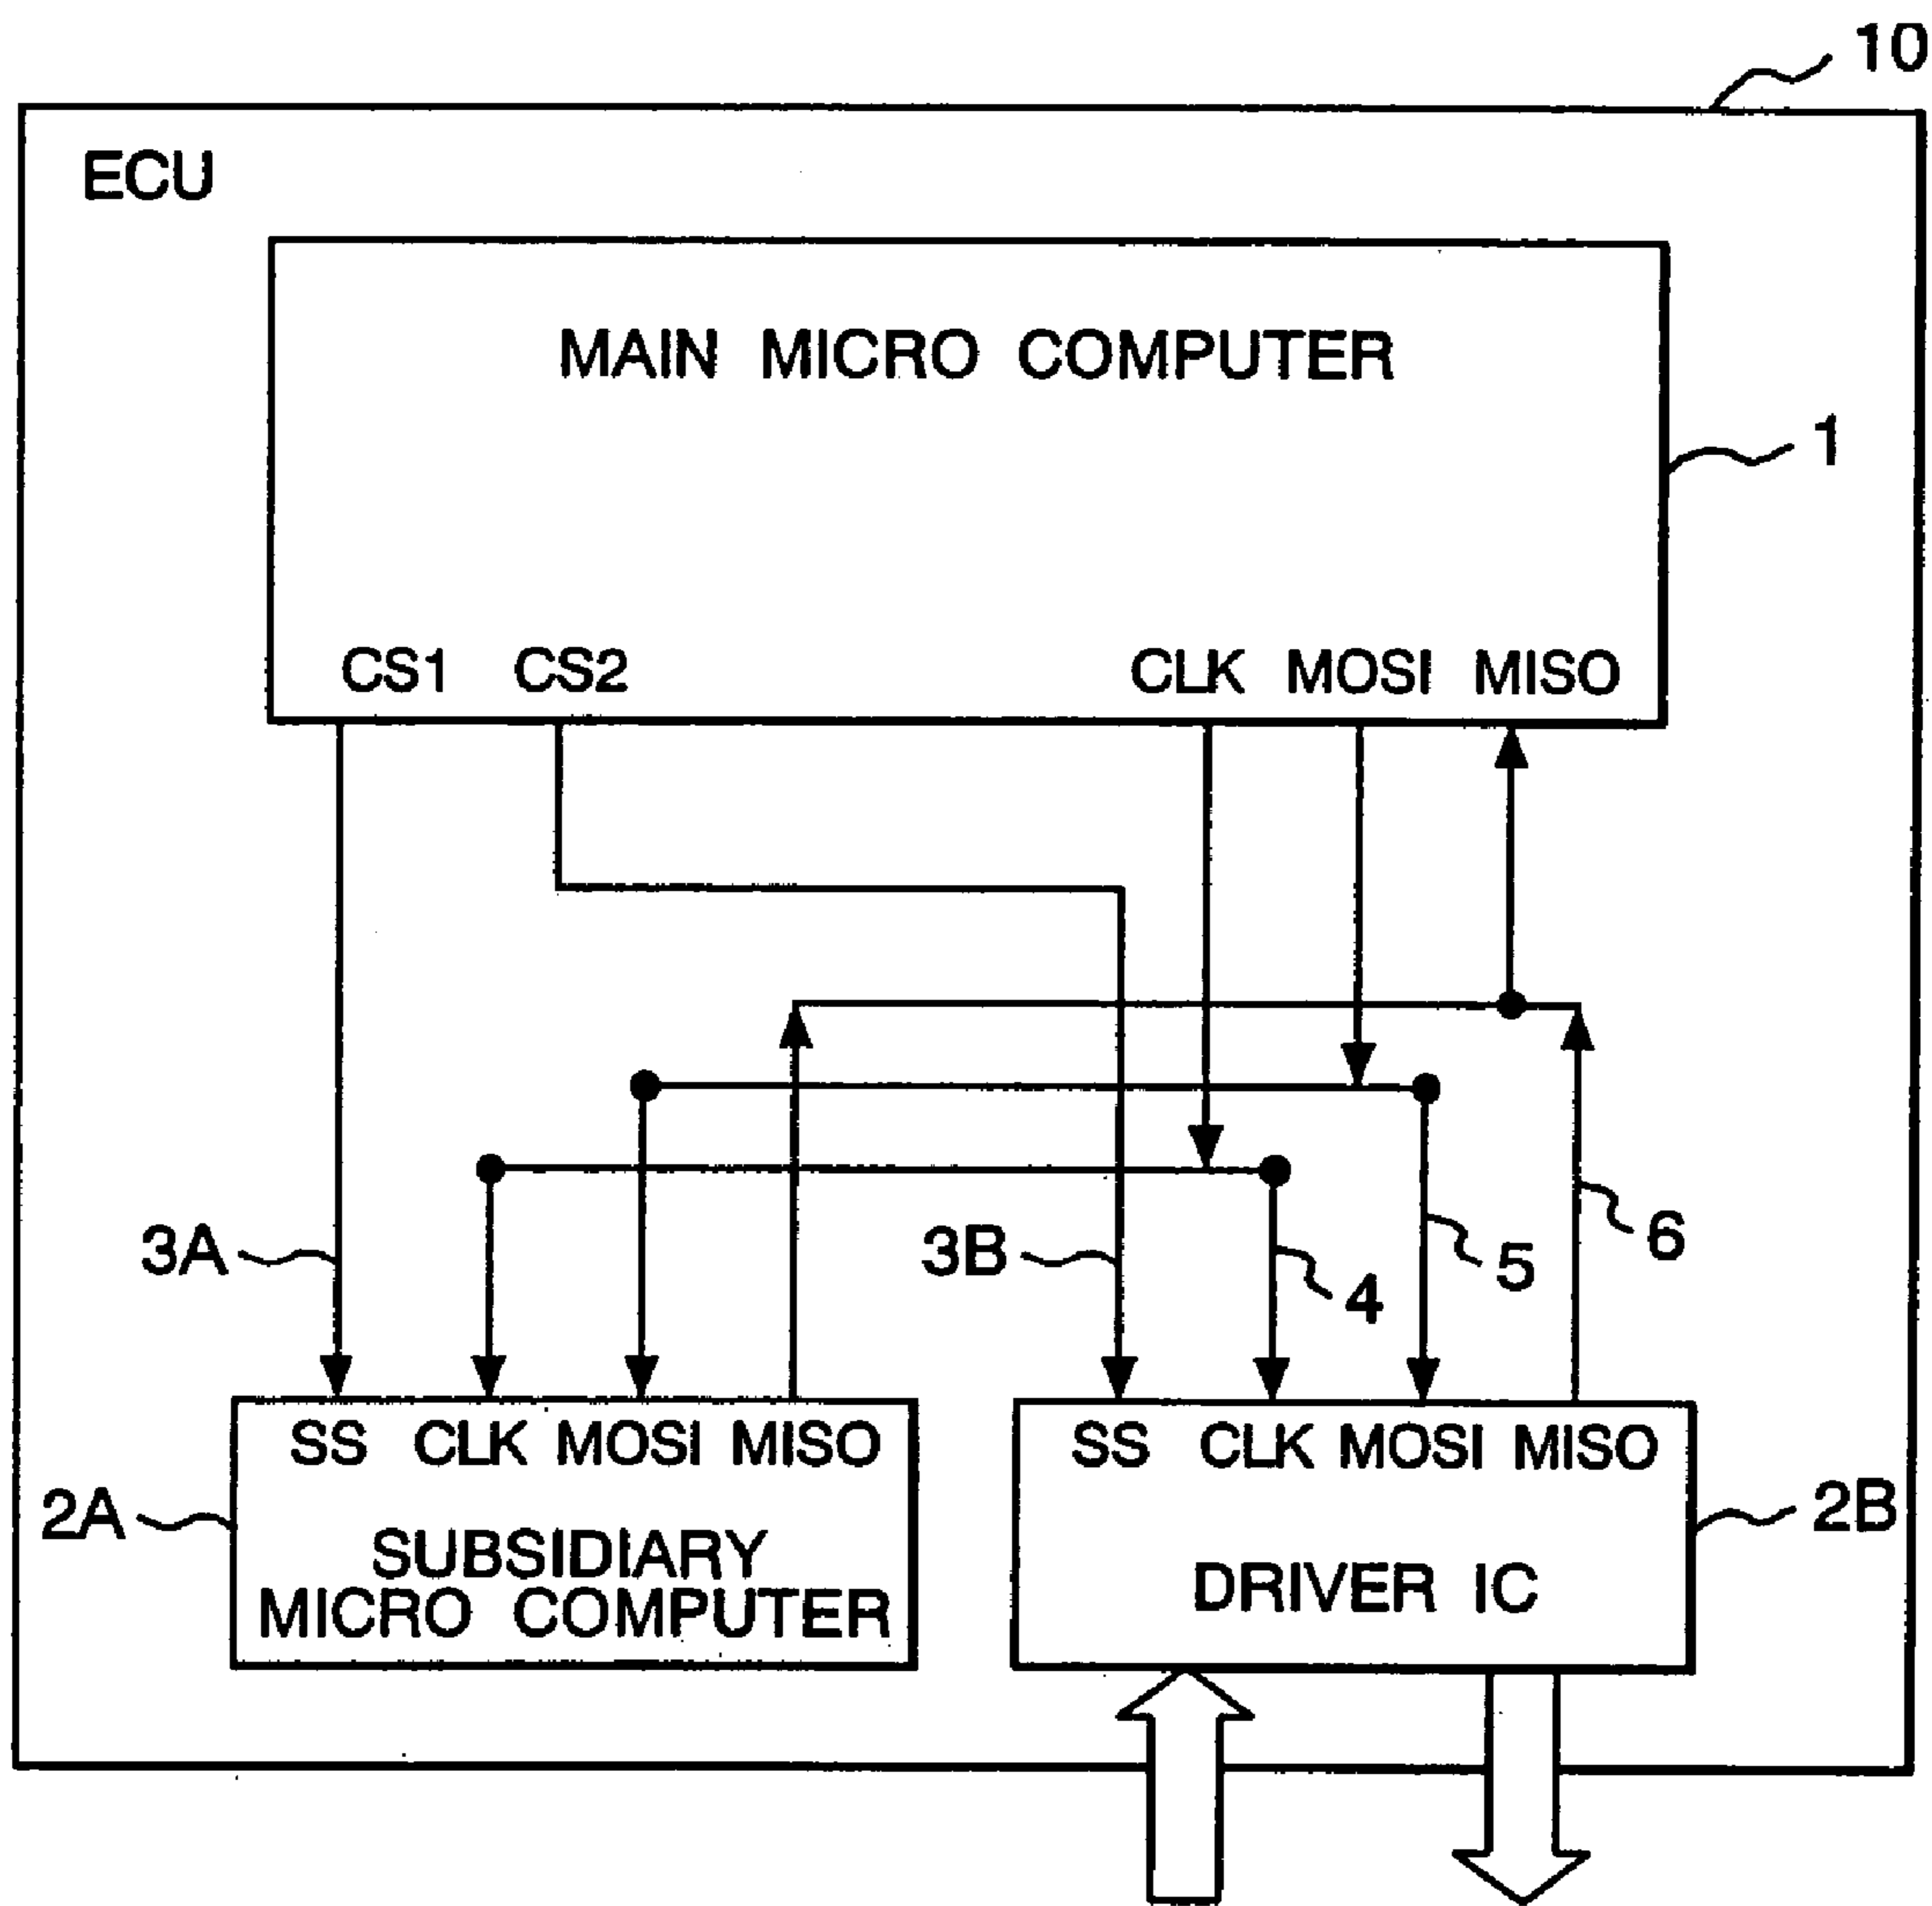 10
ECU
MAIN MICRO COMPUTER
1
CS1 CS2 CLK MOSI MISO
3A 3B 4 5 6
SS CLK MOSI MISO
SS CLK MOSI MISO
2A
SUBSIDIARY
MICRO COMPUTER
DRIVER IC
2B